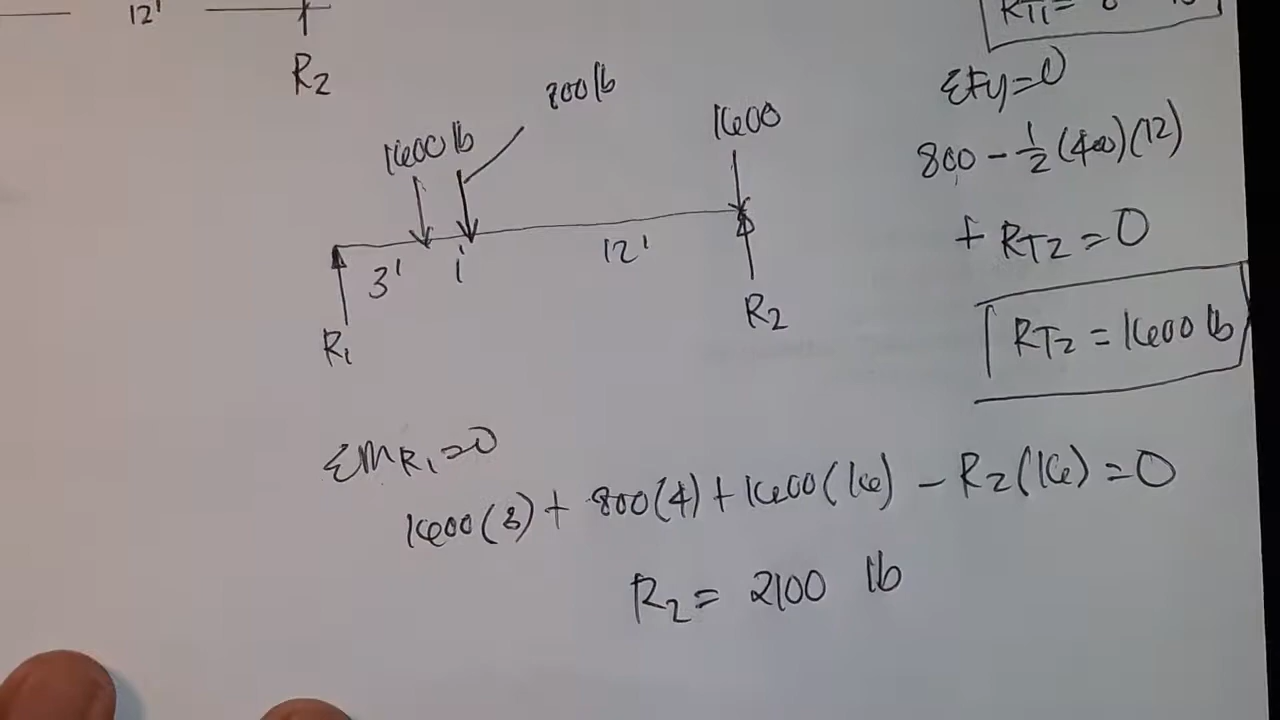 12'
R₂
1600 lb
800 lb
1600
3'
1'
12'
R₁
R₂
ΣFy=0
800 - 1/2 (400)(12)
+ RT2 = 0
RT2 = 1600 lb
ΣMR₁=0
1600(3) + 800(4) + 1600(16) - R₂(16) = 0
R₂ = 2100 lb